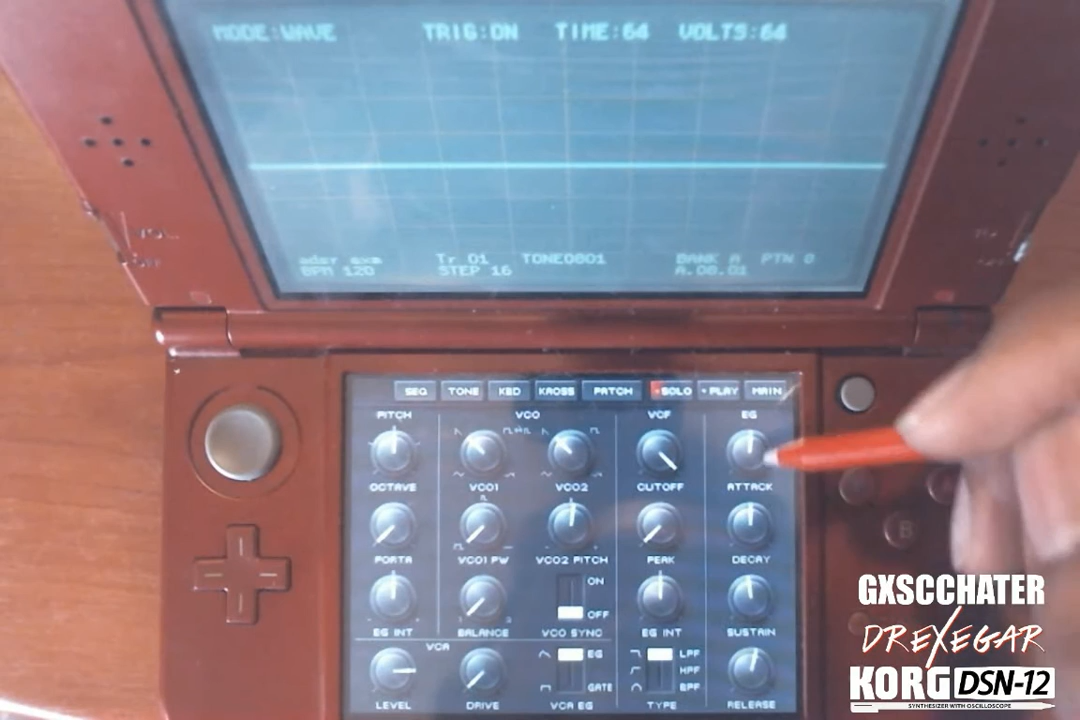 MODE:WAVE TRIG:ON TIME:64 VOLTS:64
Tr 01 TONE0001 BANK A PTN 0
BPM 120 STEP 16 A.00.01
SEQ TONE KBD KROSS PATCH SOLO PLAY MAIN
PITCH VCO VCF EG
OCTAVE VCO1 VCO2 CUTOFF ATTACK
PORTA VCO1 PW VCO2 PITCH PEAK DECAY
ON
OFF
EG INT BALANCE VCO SYNC EG INT SUSTAIN
VCA
EG LPF
HPF
GATE BPF
LEVEL DRIVE VCA EG TYPE RELEASE
B
GXSCCHATER
DREXEGAR
KORG DSN-12
SYNTHESIZER WITH OSCILLOSCOPE